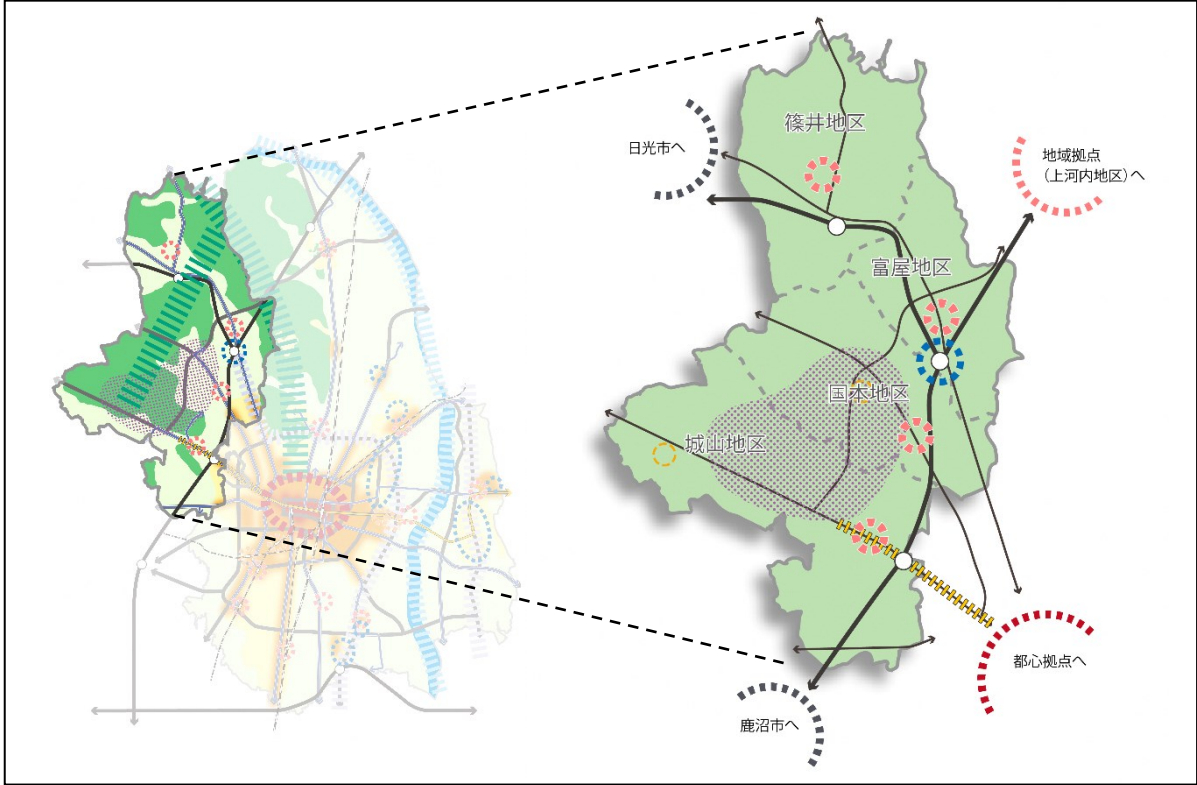 篠井地区
日光市へ
地域拠点
(上河内地区)へ
富屋地区
国本地区
城山地区
都心拠点へ
鹿沼市へ